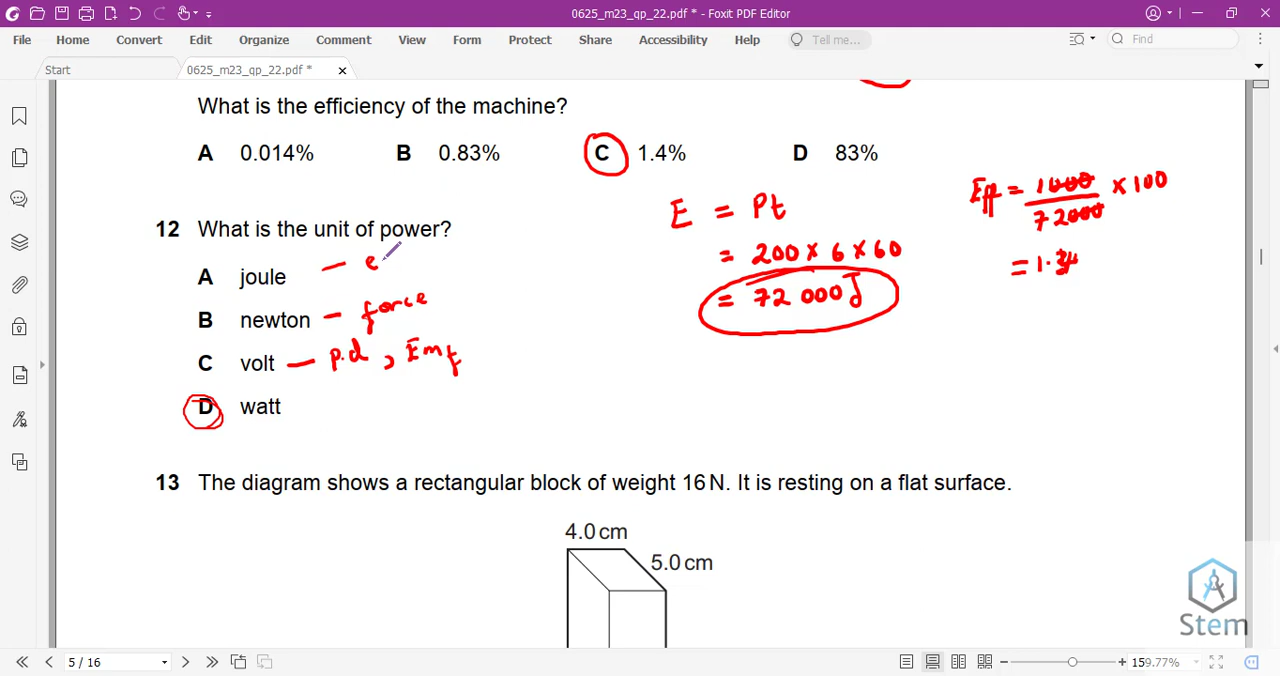 0625_m23_qp_22.pdf * - Foxit PDF Editor
File Home Convert Edit Organize Comment View Form Protect Share Accessibility Help Tell me... Find
Start 0625_m23_qp_22.pdf *
What is the efficiency of the machine?
A 0.014% B 0.83% C 1.4% D 83%
E = Pt
= 200 × 6 × 60
= 72 000 J
Eff = 1000 / 72000 × 100
= 1.
12 What is the unit of power?
A joule – e
B newton – force
C volt – p.d , Emf
D watt
13 The diagram shows a rectangular block of weight 16 N. It is resting on a flat surface.
4.0 cm
5.0 cm
Stem
5 / 16 159.77%